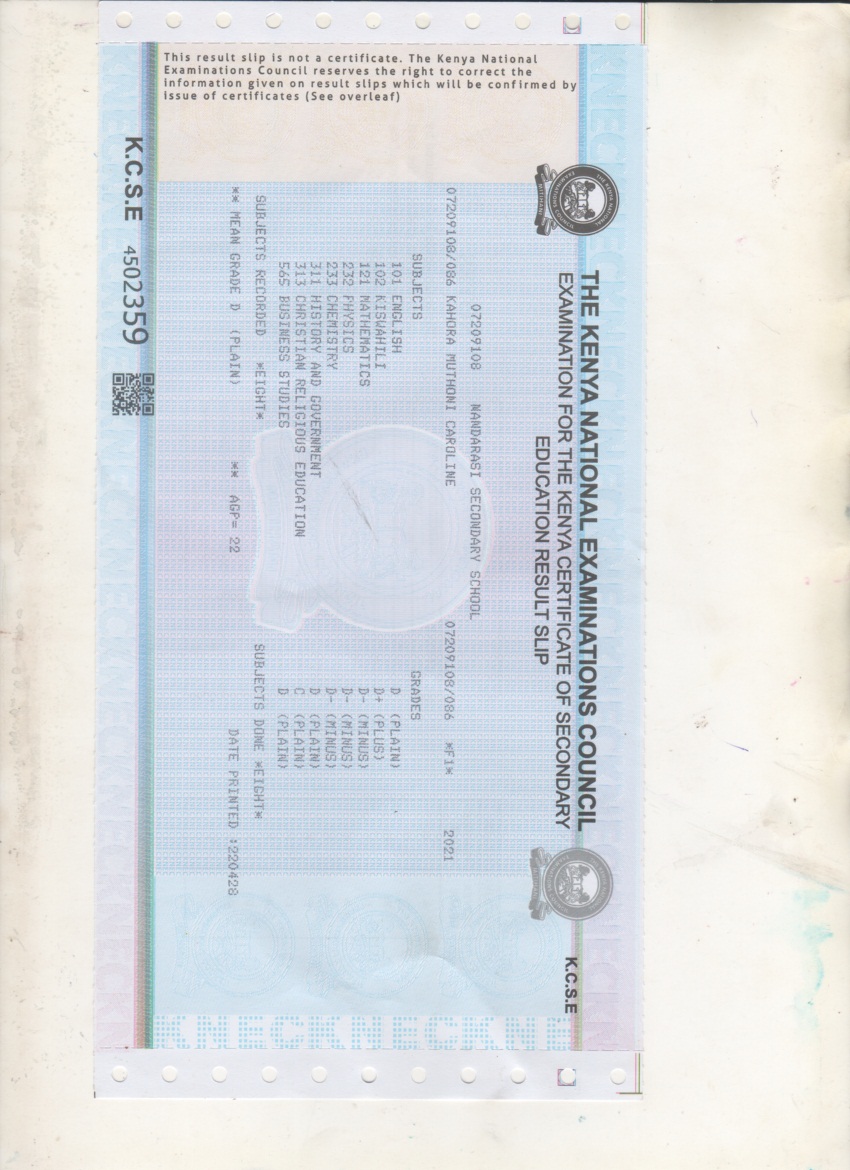 This result slip is not a certificate. The Kenya National
Examinations Council reserves the right to correct the
information given on result slips which will be confirmed by
issue of certificates (See overleaf)
THE KENYA NATIONAL EXAMINATIONS COUNCIL
EXAMINATION FOR THE KENYA CERTIFICATE OF SECONDARY
EDUCATION RESULT SLIP
K.C.S.E
07209108 NANDARASI SECONDARY SCHOOL
07209108/086 KAHORA MUTHONI CAROLINE 07209108/086 *F1* 2021
SUBJECTS GRADES
101 ENGLISH D (PLAIN)
102 KISWAHILI D+ (PLUS)
121 MATHEMATICS D- (MINUS)
232 PHYSICS D- (MINUS)
233 CHEMISTRY D- (MINUS)
311 HISTORY AND GOVERNMENT D (PLAIN)
313 CHRISTIAN RELIGIOUS EDUCATION C (PLAIN)
565 BUSINESS STUDIES D (PLAIN)
SUBJECTS RECORDED *EIGHT* SUBJECTS DONE *EIGHT*
** MEAN GRADE D (PLAIN) ** AGP= 22 DATE PRINTED :220428
K.C.S.E 4502359
KNECKNECKNE